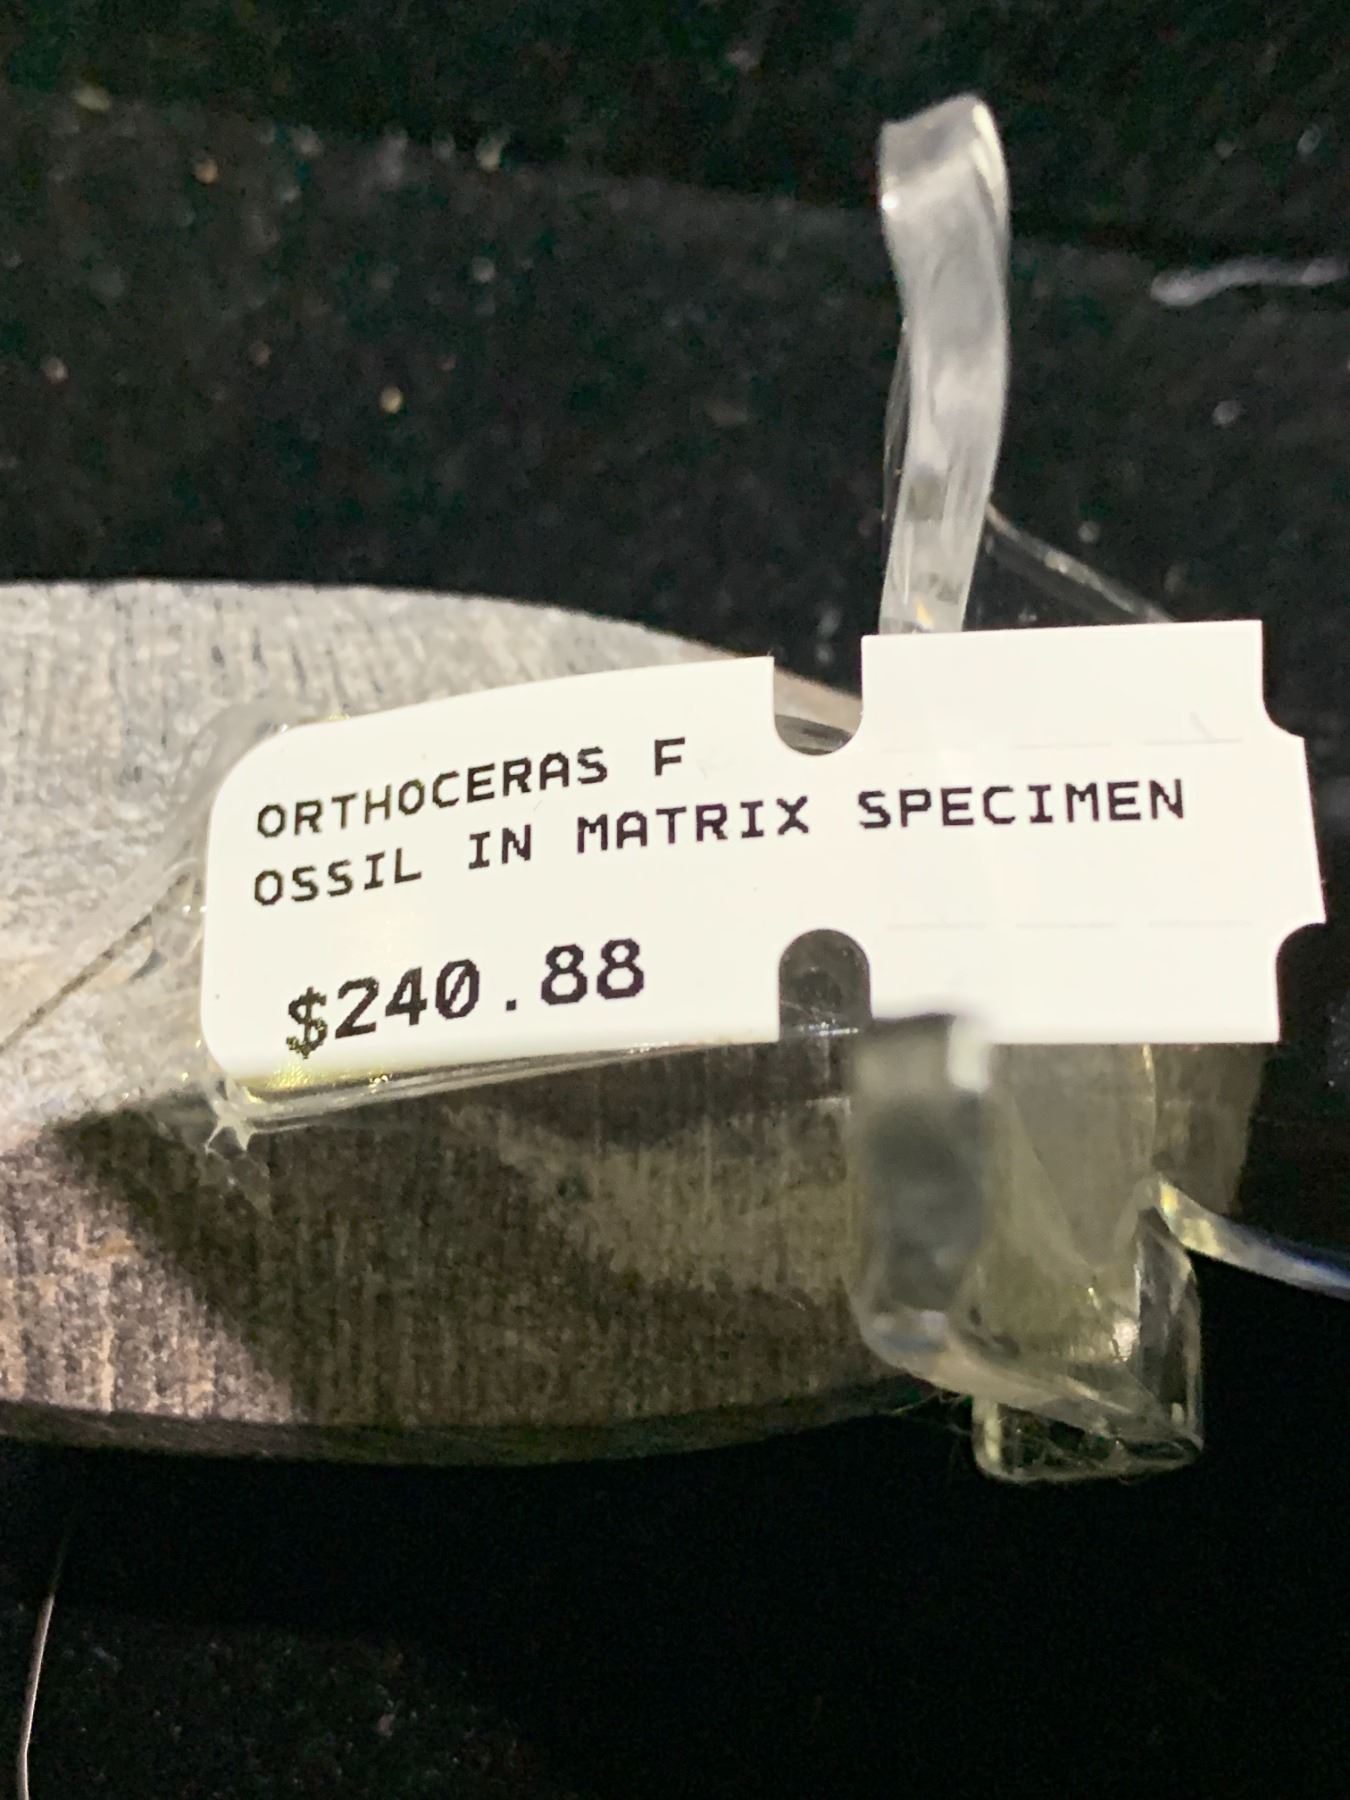 ORTHOCERAS F
OSSIL IN MATRIX SPECIMEN
$240.88